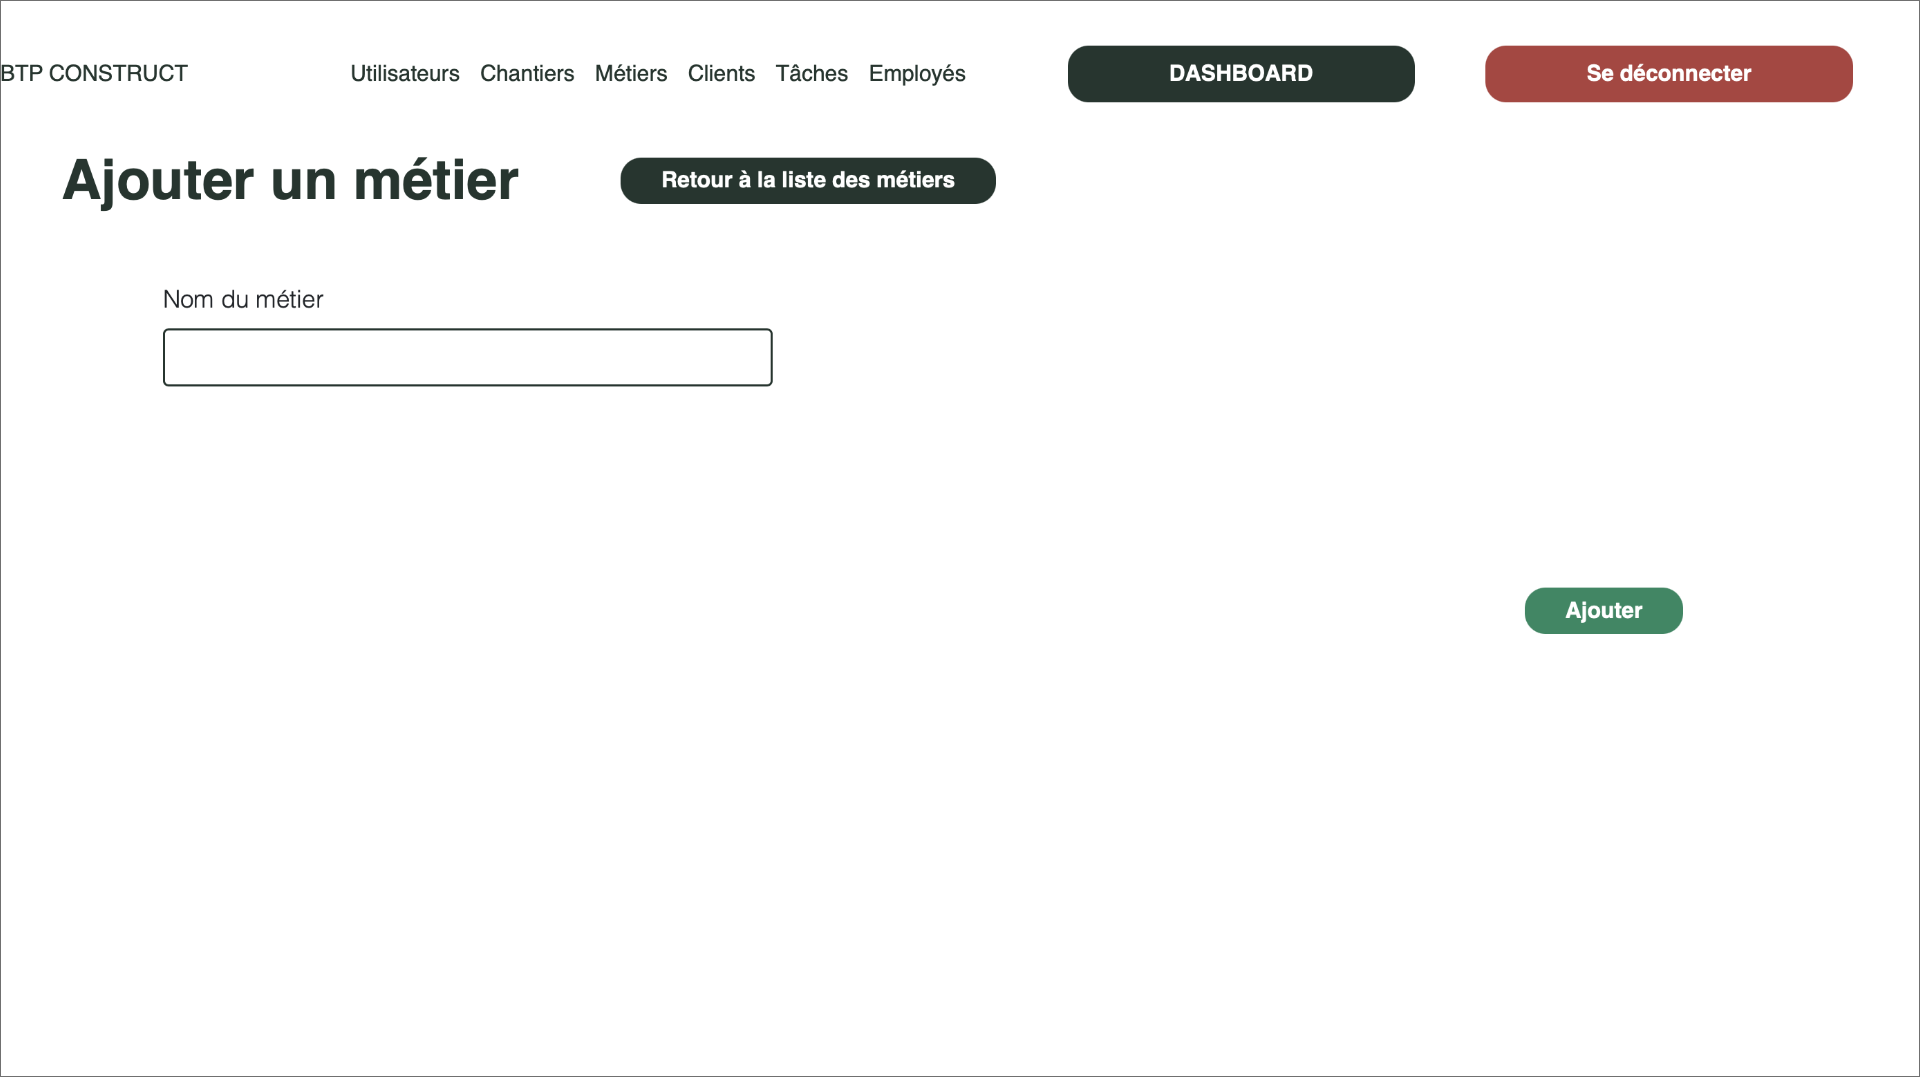 BTP CONSTRUCT Utilisateurs Chantiers Métiers Clients Tâches Employés DASHBOARD Se déconnecter
Ajouter un métier Retour à la liste des métiers
Nom du métier
Ajouter